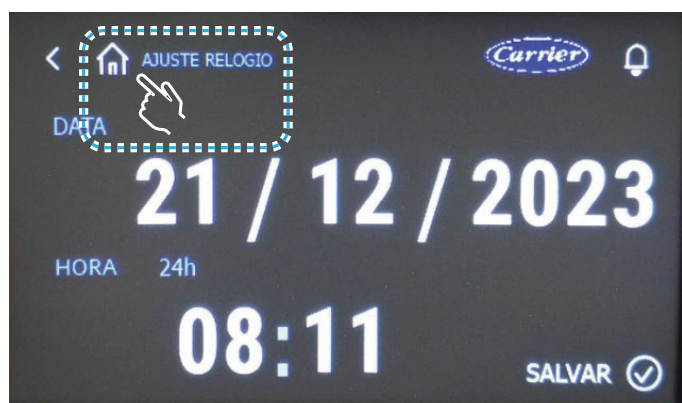 AJUSTE RELOGIO
Carrier
DATA
21 / 12 / 2023
HORA 24h
08:11
SALVAR